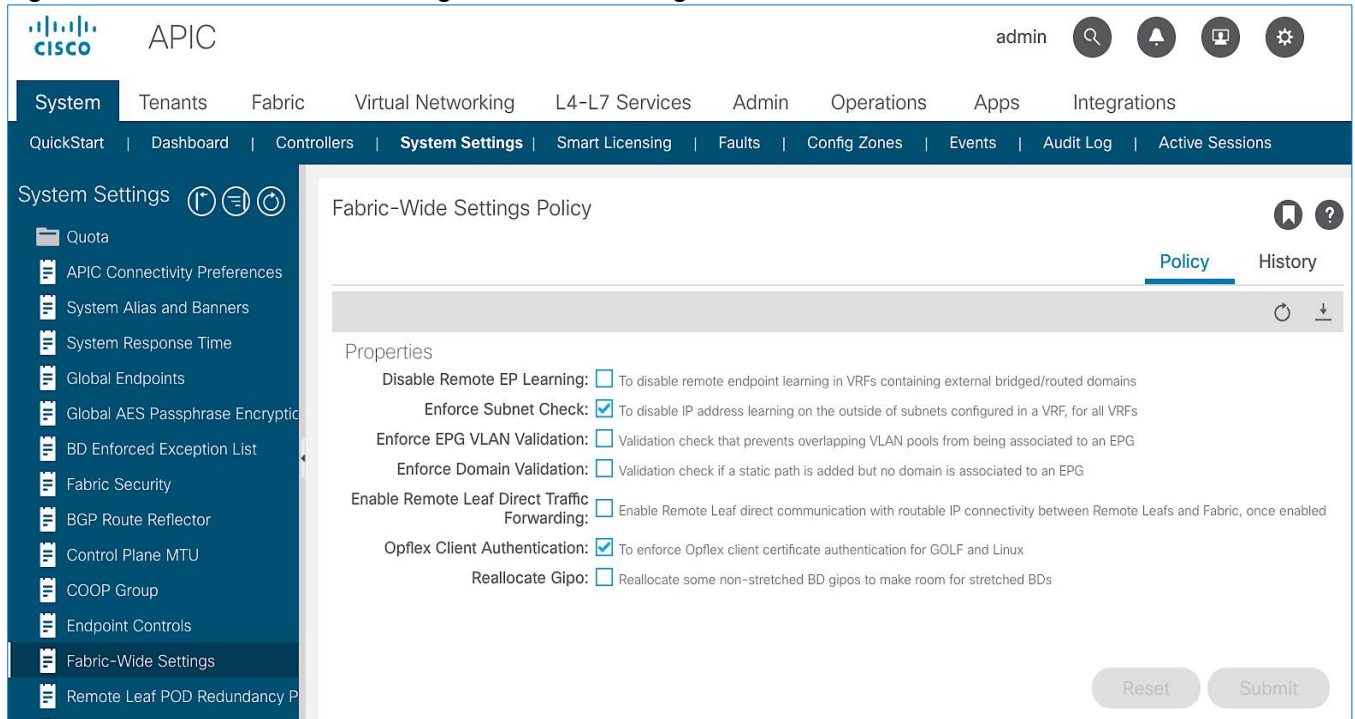 CISCO
APIC
admin
System Tenants Fabric Virtual Networking L4-L7 Services Admin Operations Apps Integrations
QuickStart | Dashboard | Controllers | System Settings | Smart Licensing | Faults | Config Zones | Events | Audit Log | Active Sessions
System Settings
Quota
APIC Connectivity Preferences
System Alias and Banners
System Response Time
Global Endpoints
Global AES Passphrase Encryptic
BD Enforced Exception List
Fabric Security
BGP Route Reflector
Control Plane MTU
COOP Group
Endpoint Controls
Fabric-Wide Settings
Remote Leaf POD Redundancy P
Fabric-Wide Settings Policy
?
Policy History
Properties
Disable Remote EP Learning: To disable remote endpoint learning in VRFs containing external bridged/routed domains
Enforce Subnet Check: To disable IP address learning on the outside of subnets configured in a VRF, for all VRFs
Enforce EPG VLAN Validation: Validation check that prevents overlapping VLAN pools from being associated to an EPG
Enforce Domain Validation: Validation check if a static path is added but no domain is associated to an EPG
Enable Remote Leaf Direct Traffic
Forwarding: Enable Remote Leaf direct communication with routable IP connectivity between Remote Leafs and Fabric, once enabled
Opflex Client Authentication: To enforce Opflex client certificate authentication for GOLF and Linux
Reallocate Gipo: Reallocate some non-stretched BD gipos to make room for stretched BDs
Reset Submit